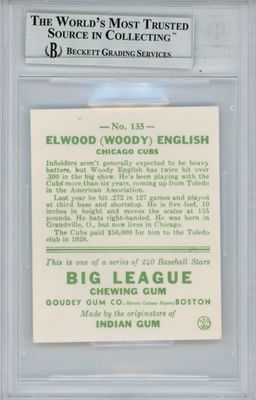 THE WORLD'S MOST TRUSTED
SOURCE IN COLLECTING™
B BECKETT GRADING SERVICES
— No. 135 —
ELWOOD (WOODY) ENGLISH
CHICAGO CUBS
Infielders aren't generally expected to be heavy
batters, but Woody English has twice hit over
.300 in the big show. He's been playing with the
Cubs more than six years, coming up from Toledo
in the American Association.
Last year he hit .272 in 127 games and played
at third base and shortstop. He is five feet, 10
inches in height and moves the scales at 155
pounds. He bats right-handed. He was born in
Grandville, O., but now lives in Chicago.
The Cubs paid $50,000 for him to the Toledo
club in 1926.
This is one of a series of 240 Baseball Stars
BIG LEAGUE
CHEWING GUM
GOUDEY GUM CO. BOSTON
Made by the originators of
INDIAN GUM